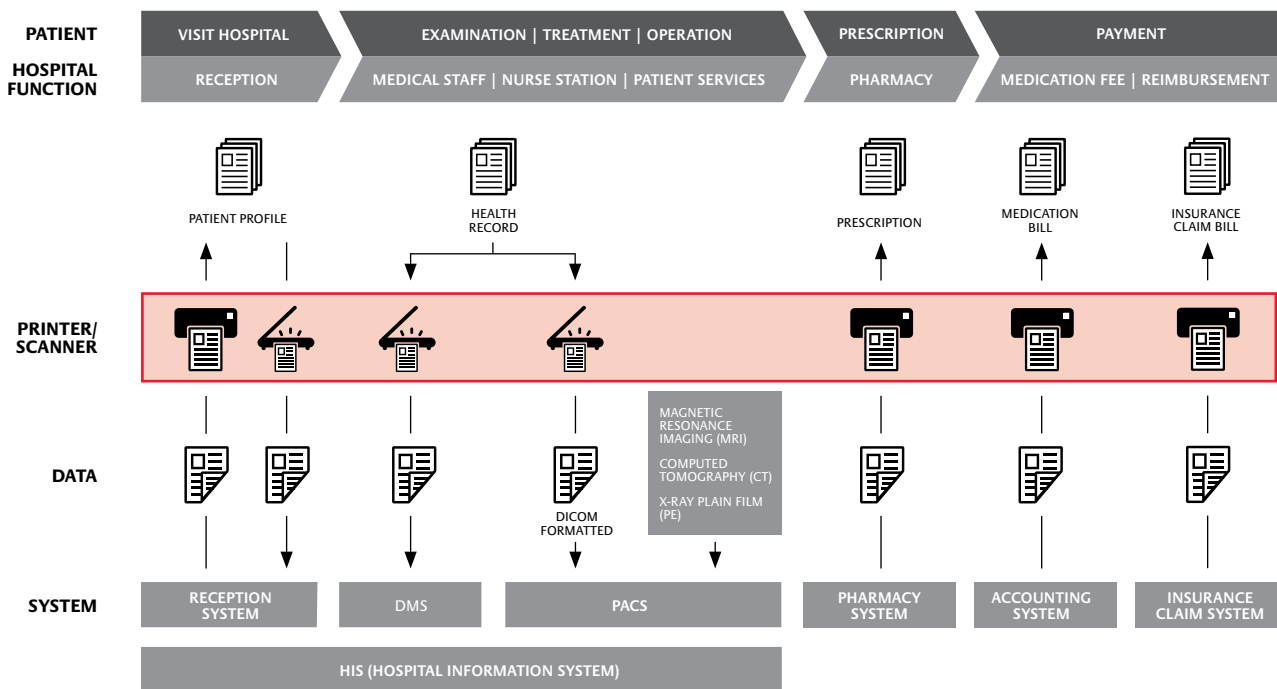 PATIENT
VISIT HOSPITAL
EXAMINATION | TREATMENT | OPERATION
PRESCRIPTION
PAYMENT
HOSPITAL
FUNCTION
RECEPTION
MEDICAL STAFF | NURSE STATION | PATIENT SERVICES
PHARMACY
MEDICATION FEE | REIMBURSEMENT
PATIENT PROFILE
HEALTH
RECORD
PRESCRIPTION
MEDICATION
BILL
INSURANCE
CLAIM BILL
PRINTER/
SCANNER
DATA
DICOM
FORMATTED
MAGNETIC
RESONANCE
IMAGING (MRI)
COMPUTED
TOMOGRAPHY (CT)
X-RAY PLAIN FILM
(PE)
SYSTEM
RECEPTION
SYSTEM
DMS
PACS
PHARMACY
SYSTEM
ACCOUNTING
SYSTEM
INSURANCE
CLAIM SYSTEM
HIS (HOSPITAL INFORMATION SYSTEM)